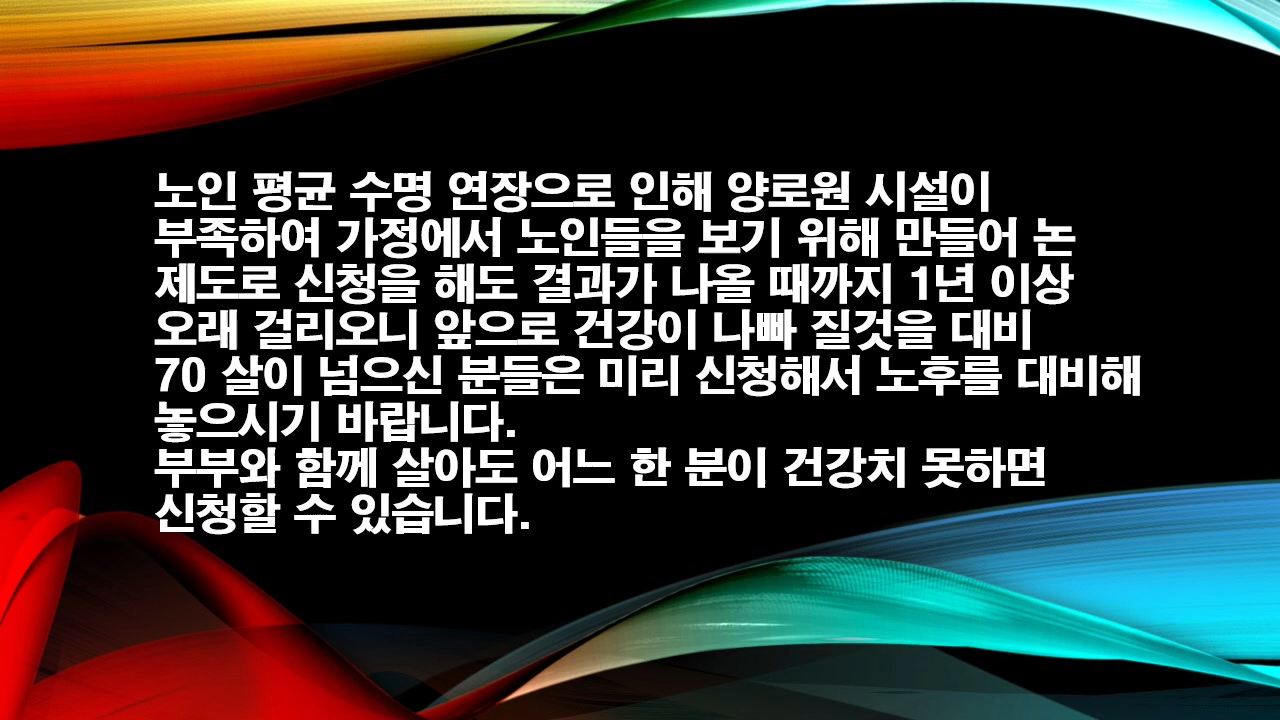 노인 평균 수명 연장으로 인해 양로원 시설이
부족하여 가정에서 노인들을 보기 위해 만들어 논
제도로 신청을 해도 결과가 나올 때까지 1년 이상
오래 걸리오니 앞으로 건강이 나빠 질것을 대비
70 살이 넘으신 분들은 미리 신청해서 노후를 대비해
놓으시기 바랍니다.
부부와 함께 살아도 어느 한 분이 건강치 못하면
신청할 수 있습니다.